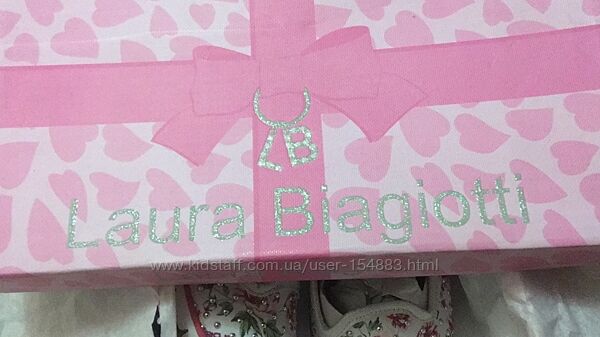 LB
Laura Biagiotti
www.kidstaff.com.ua/user-154883.html